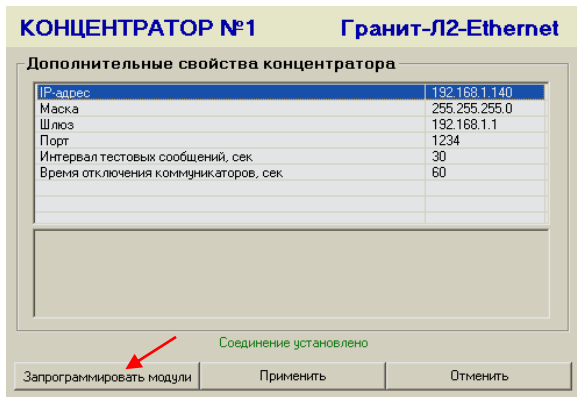 КОНЦЕНТРАТОР №1 Гранит-Л2-Ethernet
Дополнительные свойства концентратора
IP-адрес 192.168.1.140
Маска 255.255.255.0
Шлюз 192.168.1.1
Порт 1234
Интервал тестовых сообщений, сек 30
Время отключения коммуникаторов, сек 60
Соединение установлено
Запрограммировать модули Применить Отменить